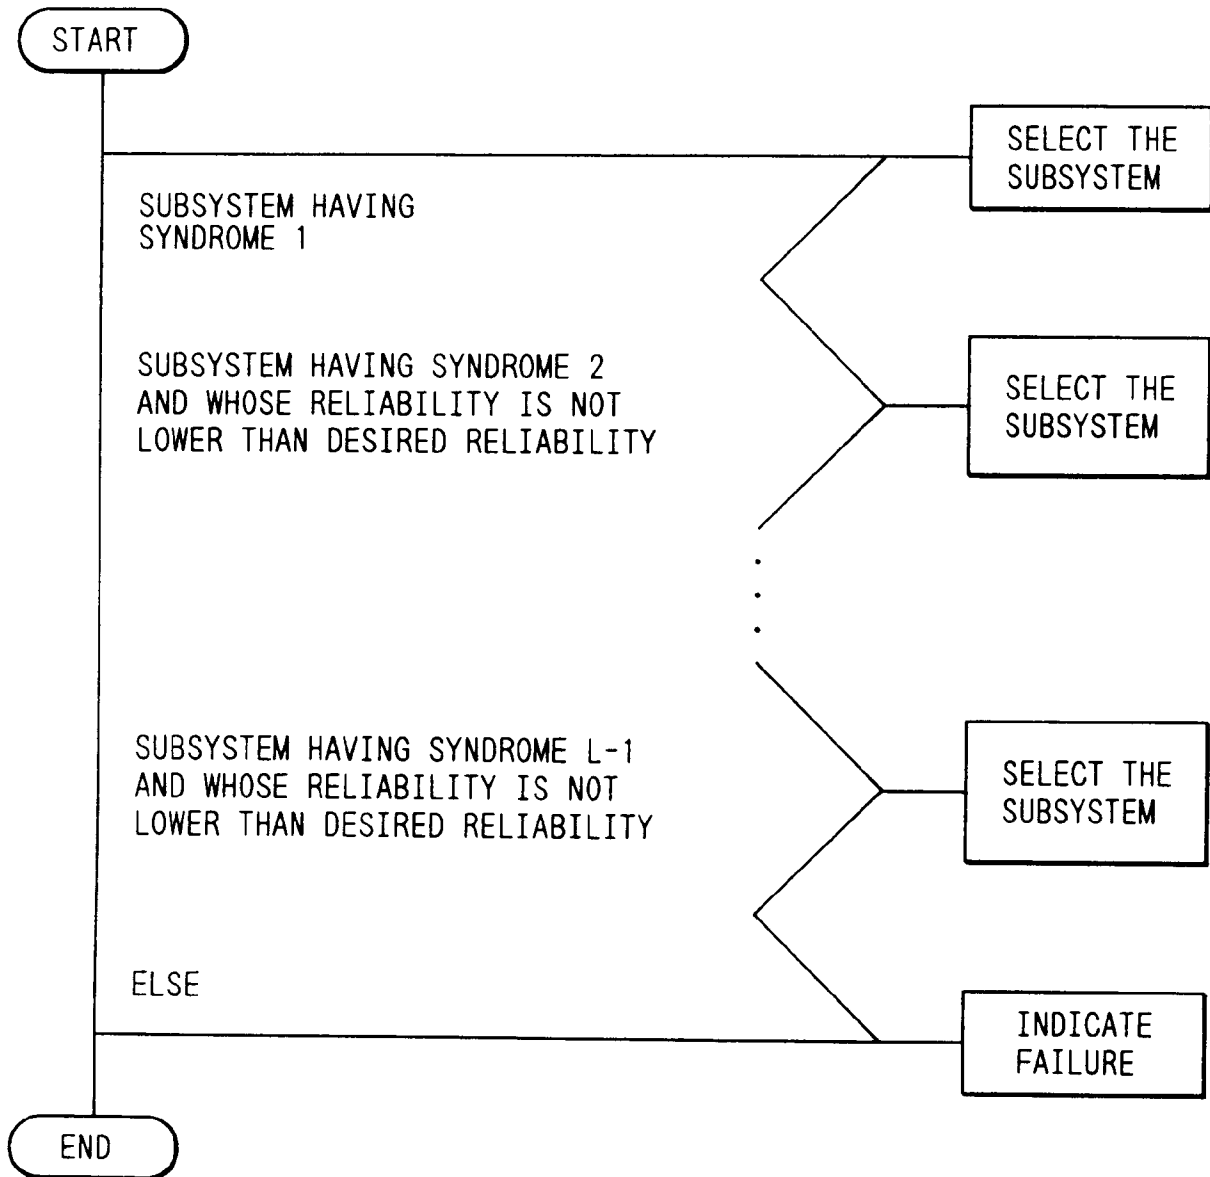 START
SELECT THE
SUBSYSTEM
SUBSYSTEM HAVING
SYNDROME 1
SUBSYSTEM HAVING SYNDROME 2
AND WHOSE RELIABILITY IS NOT
LOWER THAN DESIRED RELIABILITY
SELECT THE
SUBSYSTEM
SUBSYSTEM HAVING SYNDROME L-1
AND WHOSE RELIABILITY IS NOT
LOWER THAN DESIRED RELIABILITY
SELECT THE
SUBSYSTEM
ELSE
INDICATE
FAILURE
END